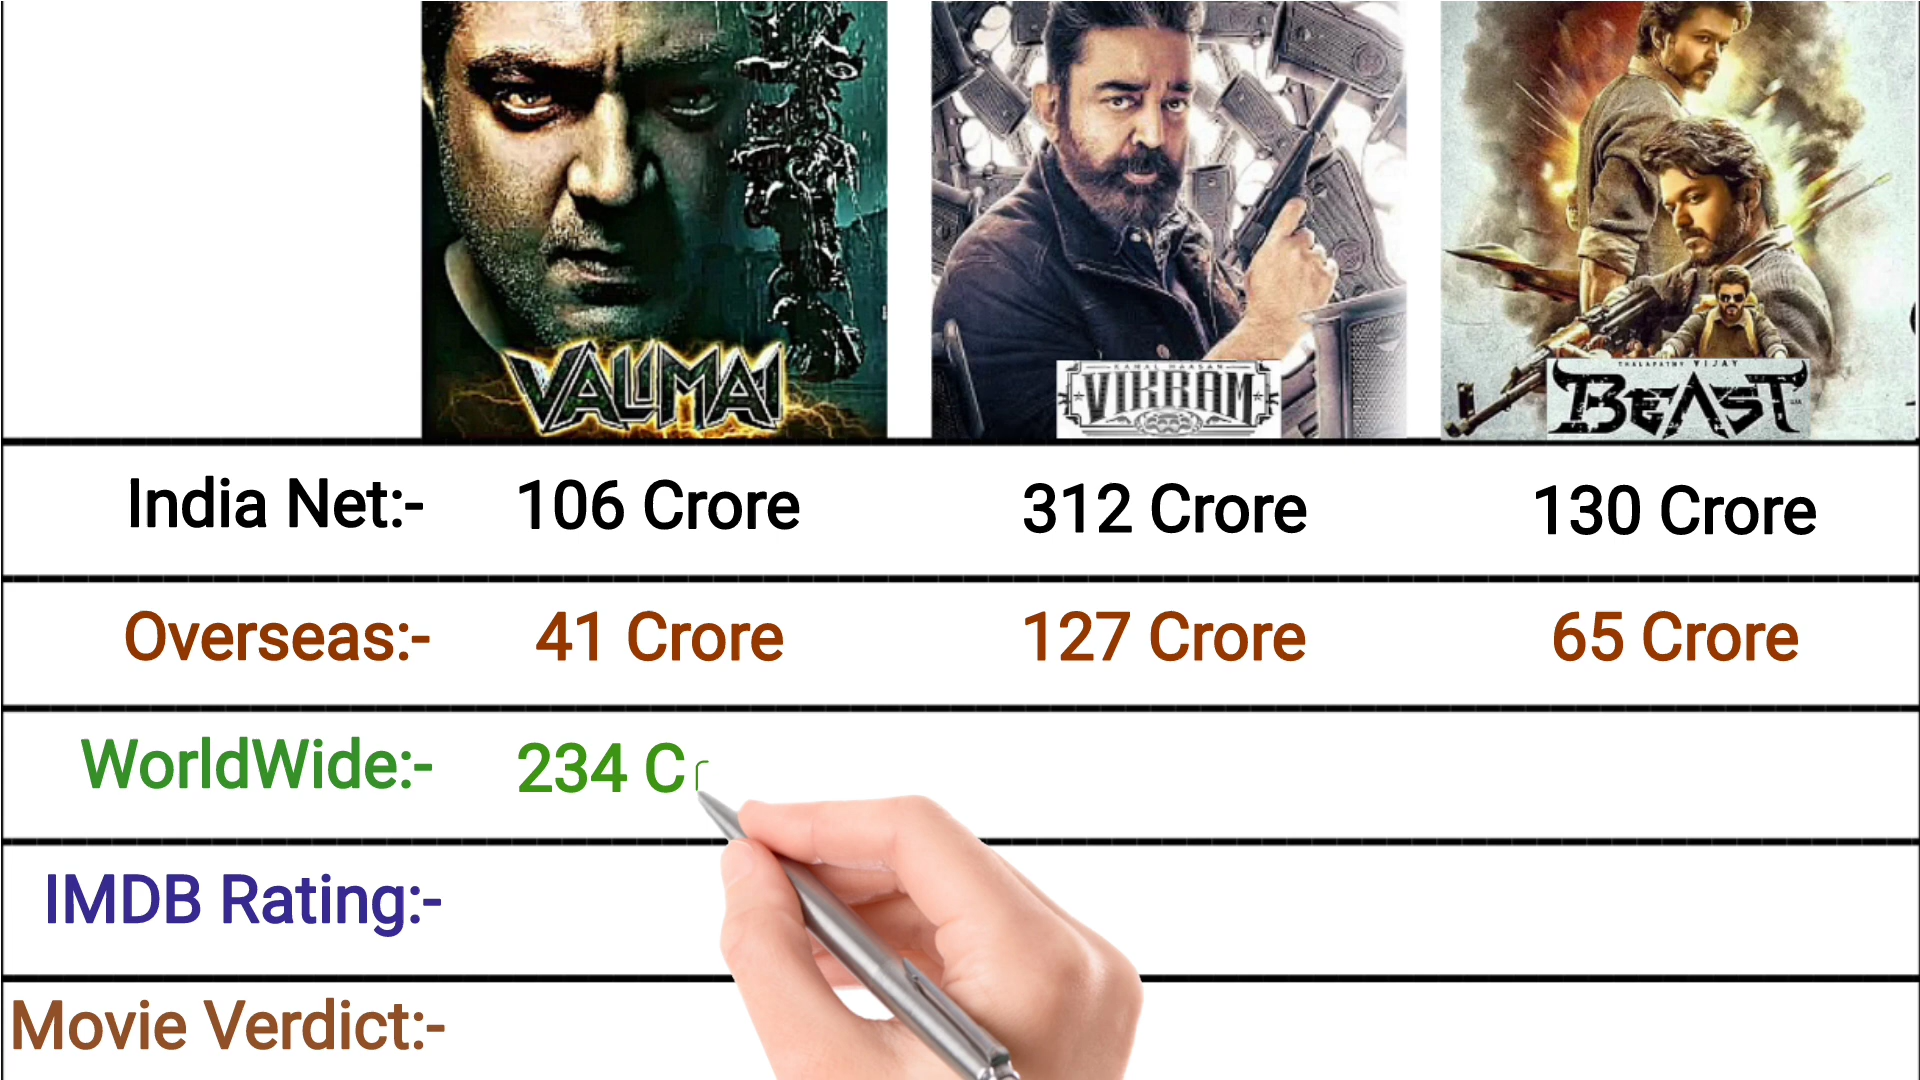 VALIMAI
KAMAL HAASAN
VIKRAM
THALAPATHY VIJAY
BEAST
India Net:- 106 Crore 312 Crore 130 Crore
Overseas:- 41 Crore 127 Crore 65 Crore
WorldWide:- 234 Cr
IMDB Rating:-
Movie Verdict:-